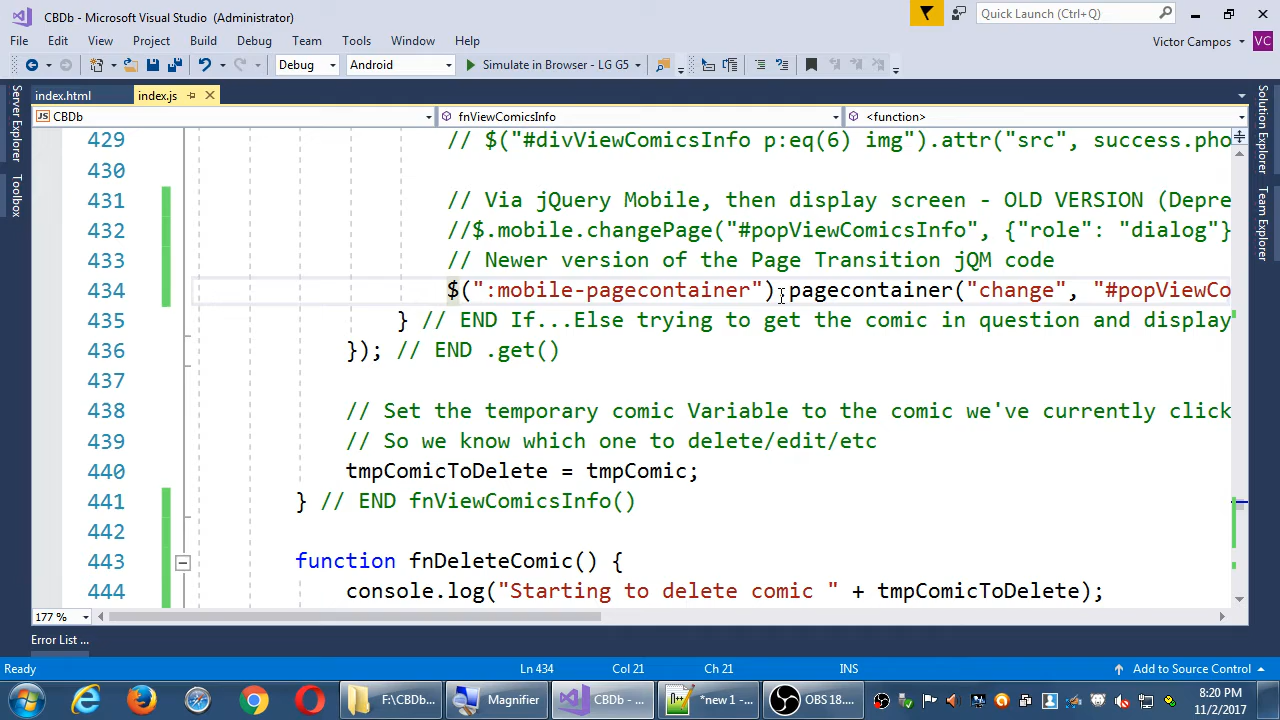 CBDb - Microsoft Visual Studio (Administrator)
Quick Launch (Ctrl+Q)
File Edit View Project Build Debug Team Tools Window Help
Victor Campos VC
Debug Android Simulate in Browser - LG G5
index.html index.js
CBDb fnViewComicsInfo <function>
Server Explorer
Toolbox
Solution Explorer
Team Explorer
429 // $("#divViewComicsInfo p:eq(6) img").attr("src", success.pho
430
431 // Via jQuery Mobile, then display screen - OLD VERSION (Depre
432 //$.mobile.changePage("#popViewComicsInfo", {"role": "dialog"}
433 // Newer version of the Page Transition jQM code
434 $(":mobile-pagecontainer").pagecontainer("change", "#popViewCo
435 } // END If...Else trying to get the comic in question and display
436 }); // END .get()
437
438 // Set the temporary comic Variable to the comic we've currently click
439 // So we know which one to delete/edit/etc
440 tmpComicToDelete = tmpComic;
441 } // END fnViewComicsInfo()
442
443 function fnDeleteComic() {
444 console.log("Starting to delete comic " + tmpComicToDelete);
177 %
Error List ...
Ready Ln 434 Col 21 Ch 21 INS Add to Source Control
F:\CBDb... Magnifier CBDb - ... *new 1 - ... OBS 18....
8:20 PM
11/2/2017